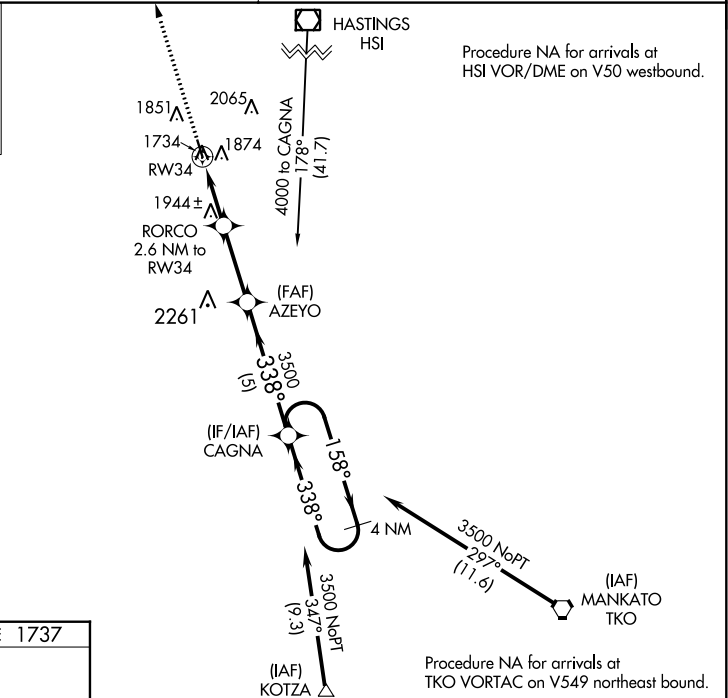 HASTINGS
HSI
Procedure NA for arrivals at
HSI VOR/DME on V50 westbound.
4000 to CAGNA
178°
(41.7)
1851
2065
1734
1874
RW34
1944±
RORCO
2.6 NM to
RW34
(FAF)
AZEYO
2261
3500
338°
(5)
(IF/IAF)
CAGNA
158°
338°
4 NM
3500 NoPT
297°
(11.6)
(IAF)
MANKATO
TKO
3500 NoPT
347°
(9.3)
(IAF)
KOTZA
Procedure NA for arrivals at
TKO VORTAC on V549 northeast bound.
1737